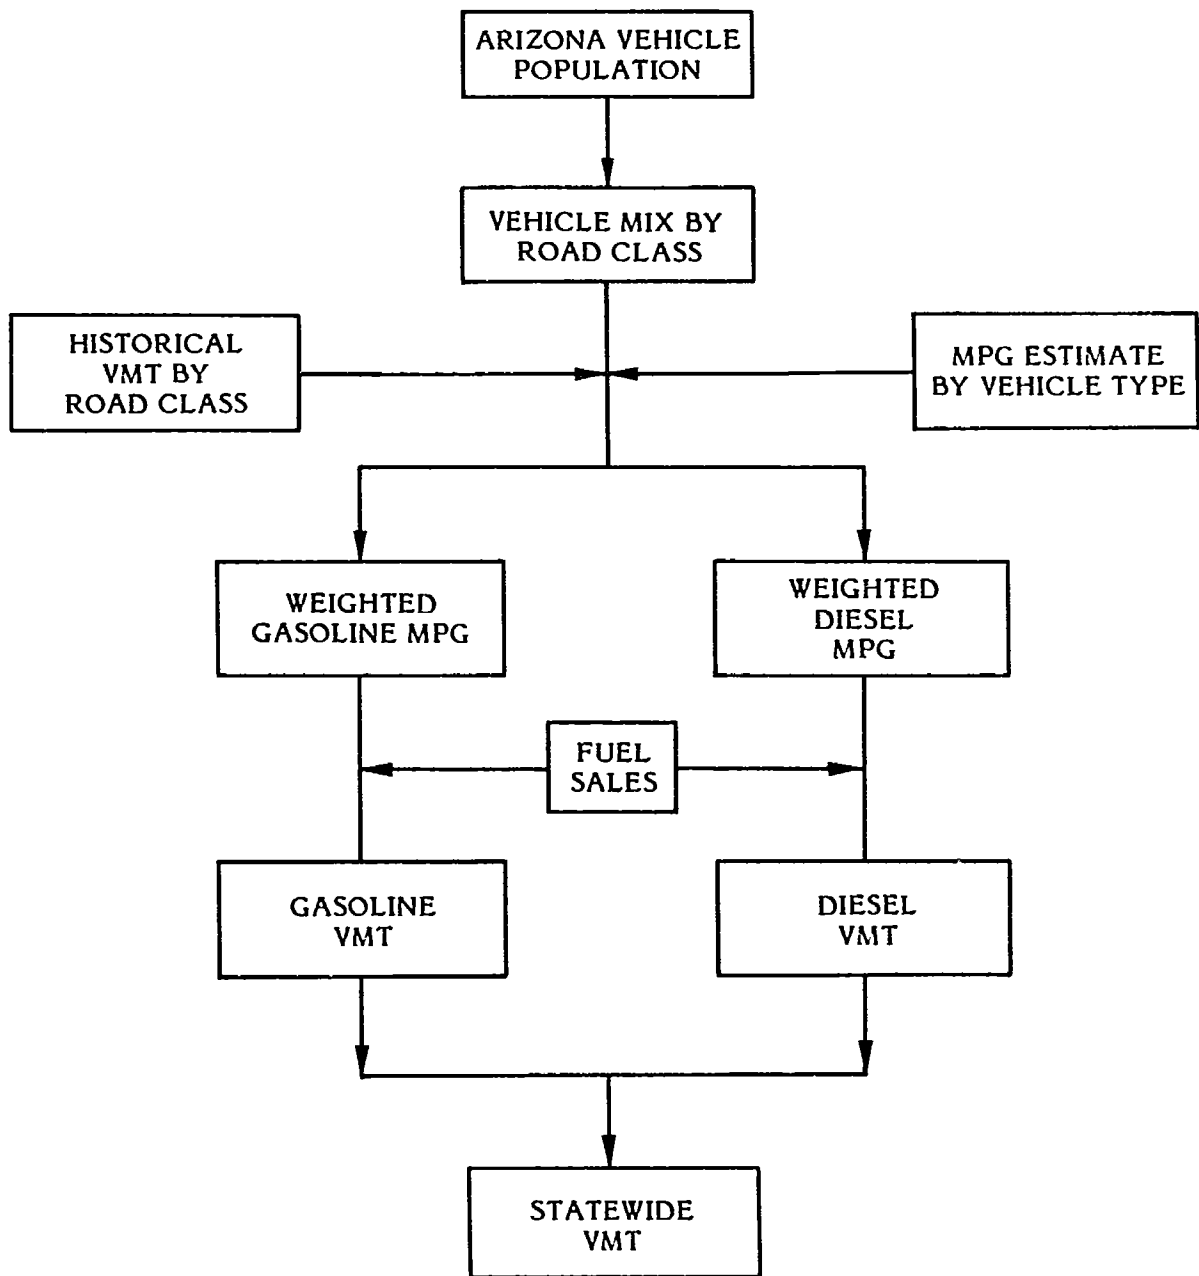 ARIZONA VEHICLE
POPULATION
VEHICLE MIX BY
ROAD CLASS
HISTORICAL
VMT BY
ROAD CLASS
MPG ESTIMATE
BY VEHICLE TYPE
WEIGHTED
GASOLINE MPG
WEIGHTED
DIESEL
MPG
FUEL
SALES
GASOLINE
VMT
DIESEL
VMT
STATEWIDE
VMT